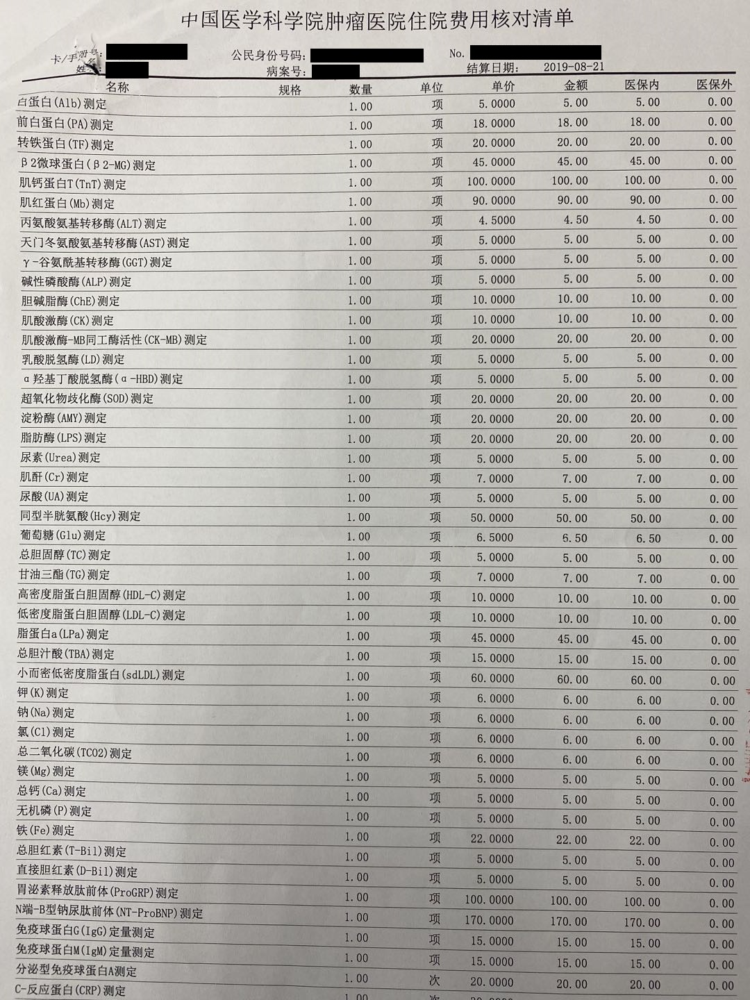 中国医学科学院肿瘤医院住院费用核对清单
卡/手册号: 公民身份号码: No.
姓名: 病案号: 结算日期: 2019-08-21
名称 规格 数量 单位 单价 金额 医保内 医保外
白蛋白(Alb)测定 1.00 项 5.0000 5.00 5.00 0.00
前白蛋白(PA)测定 1.00 项 18.0000 18.00 18.00 0.00
转铁蛋白(TF)测定 1.00 项 20.0000 20.00 20.00 0.00
β2微球蛋白(β2-MG)测定 1.00 项 45.0000 45.00 45.00 0.00
肌钙蛋白T(TnT)测定 1.00 项 100.0000 100.00 100.00 0.00
肌红蛋白(Mb)测定 1.00 项 90.0000 90.00 90.00 0.00
丙氨酸氨基转移酶(ALT)测定 1.00 项 4.5000 4.50 4.50 0.00
天门冬氨酸氨基转移酶(AST)测定 1.00 项 5.0000 5.00 5.00 0.00
γ-谷氨酰基转移酶(GGT)测定 1.00 项 5.0000 5.00 5.00 0.00
碱性磷酸酶(ALP)测定 1.00 项 5.0000 5.00 5.00 0.00
胆碱脂酶(ChE)测定 1.00 项 10.0000 10.00 10.00 0.00
肌酸激酶(CK)测定 1.00 项 10.0000 10.00 10.00 0.00
肌酸激酶-MB同工酶活性(CK-MB)测定 1.00 项 20.0000 20.00 20.00 0.00
乳酸脱氢酶(LD)测定 1.00 项 5.0000 5.00 5.00 0.00
α羟基丁酸脱氢酶(α-HBD)测定 1.00 项 5.0000 5.00 5.00 0.00
超氧化物歧化酶(SOD)测定 1.00 项 20.0000 20.00 20.00 0.00
淀粉酶(AMY)测定 1.00 项 20.0000 20.00 20.00 0.00
脂肪酶(LPS)测定 1.00 项 20.0000 20.00 20.00 0.00
尿素(Urea)测定 1.00 项 5.0000 5.00 5.00 0.00
肌酐(Cr)测定 1.00 项 7.0000 7.00 7.00 0.00
尿酸(UA)测定 1.00 项 5.0000 5.00 5.00 0.00
同型半胱氨酸(Hcy)测定 1.00 项 50.0000 50.00 50.00 0.00
葡萄糖(Glu)测定 1.00 项 6.5000 6.50 6.50 0.00
总胆固醇(TC)测定 1.00 项 5.0000 5.00 5.00 0.00
甘油三酯(TG)测定 1.00 项 7.0000 7.00 7.00 0.00
高密度脂蛋白胆固醇(HDL-C)测定 1.00 项 10.0000 10.00 10.00 0.00
低密度脂蛋白胆固醇(LDL-C)测定 1.00 项 10.0000 10.00 10.00 0.00
脂蛋白a(LPa)测定 1.00 项 45.0000 45.00 45.00 0.00
总胆汁酸(TBA)测定 1.00 项 15.0000 15.00 15.00 0.00
小而密低密度脂蛋白(sdLDL)测定 1.00 项 60.0000 60.00 60.00 0.00
钾(K)测定 1.00 项 6.0000 6.00 6.00 0.00
钠(Na)测定 1.00 项 6.0000 6.00 6.00 0.00
氯(Cl)测定 1.00 项 6.0000 6.00 6.00 0.00
总二氧化碳(TCO2)测定 1.00 项 6.0000 6.00 6.00 0.00
镁(Mg)测定 1.00 项 5.0000 5.00 5.00 0.00
总钙(Ca)测定 1.00 项 5.0000 5.00 5.00 0.00
无机磷(P)测定 1.00 项 5.0000 5.00 5.00 0.00
铁(Fe)测定 1.00 项 22.0000 22.00 22.00 0.00
总胆红素(T-Bil)测定 1.00 项 5.0000 5.00 5.00 0.00
直接胆红素(D-Bil)测定 1.00 项 5.0000 5.00 5.00 0.00
胃泌素释放肽前体(ProGRP)测定 1.00 项 100.0000 100.00 100.00 0.00
N端-B型钠尿肽前体(NT-ProBNP)测定 1.00 项 170.0000 170.00 170.00 0.00
免疫球蛋白G(IgG)定量测定 1.00 项 15.0000 15.00 15.00 0.00
免疫球蛋白M(IgM)定量测定 1.00 项 15.0000 15.00 15.00 0.00
分泌型免疫球蛋白A测定 1.00 次 20.0000 20.00 20.00 0.00
C-反应蛋白(CRP)测定 1.00 次